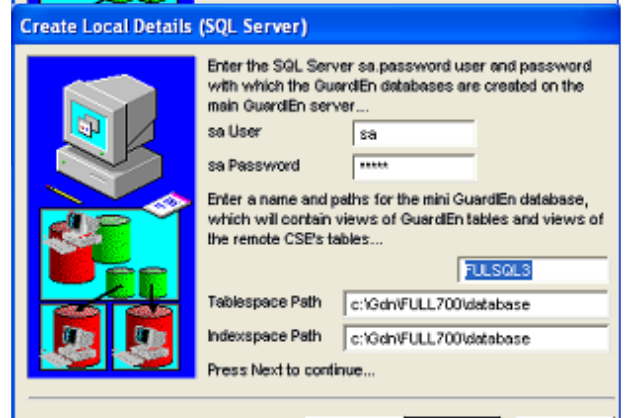 Create Local Details (SQL Server)
Enter the SQL Server sa.password user and password
with which the GuardIEn databases are created on the
main GuardIEn server...
sa User
sa
sa Password
*****
Enter a name and paths for the mini GuardIEn database,
which will contain views of GuardIEn tables and views of
the remote CSE's tables...
FULSQL3
Tablespace Path
c:\Gdn\FULL700\database
Indexspace Path
c:\Gdn\FULL700\database
Press Next to continue...